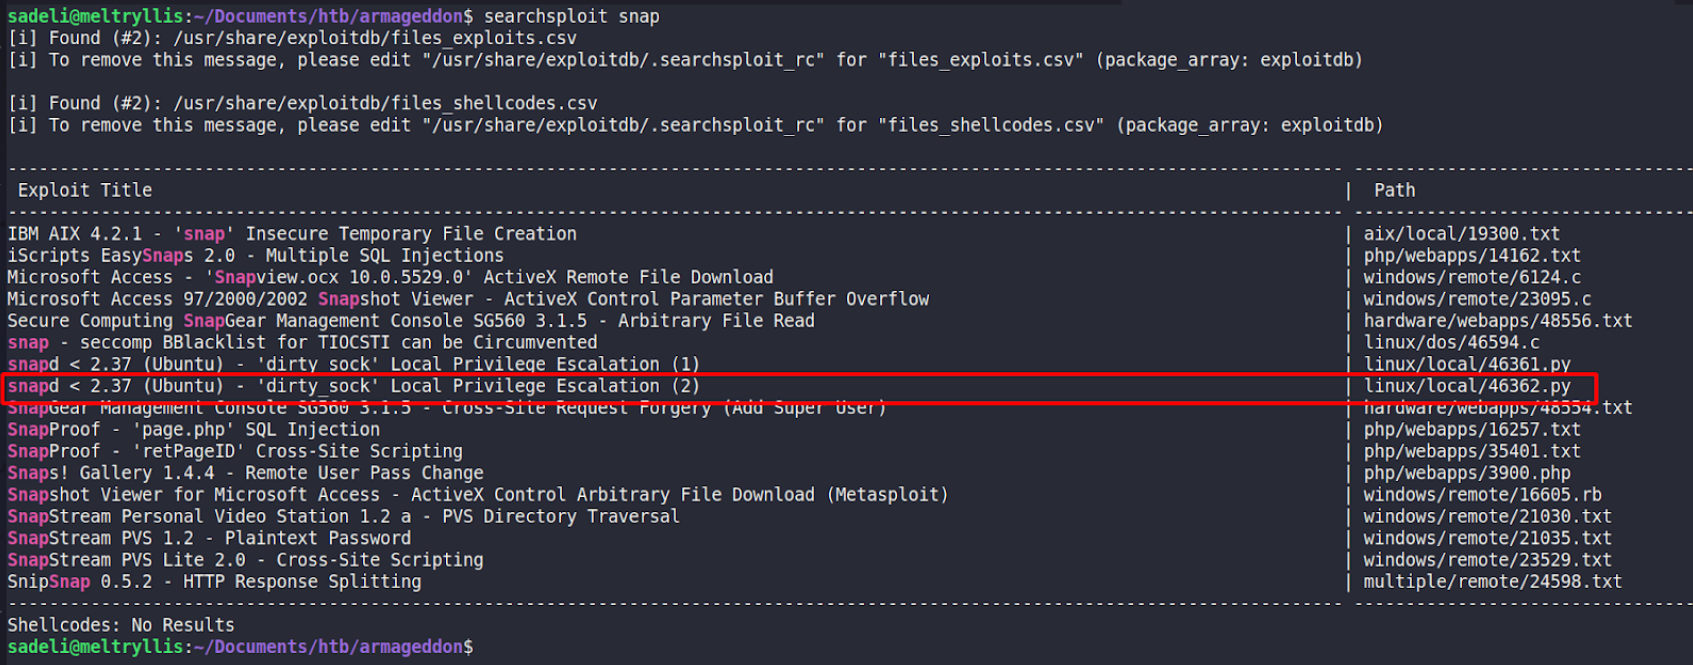 sadeli@meltryllis:~/Documents/htb/armageddon$ searchsploit snap
[i] Found (#2): /usr/share/exploitdb/files_exploits.csv
[i] To remove this message, please edit "/usr/share/exploitdb/.searchsploit_rc" for "files_exploits.csv" (package_array: exploitdb)
[i] Found (#2): /usr/share/exploitdb/files_shellcodes.csv
[i] To remove this message, please edit "/usr/share/exploitdb/.searchsploit_rc" for "files_shellcodes.csv" (package_array: exploitdb)
Exploit Title | Path
IBM AIX 4.2.1 - 'snap' Insecure Temporary File Creation | aix/local/19300.txt
iScripts EasySnaps 2.0 - Multiple SQL Injections | php/webapps/14162.txt
Microsoft Access - 'Snapview.ocx 10.0.5529.0' ActiveX Remote File Download | windows/remote/6124.c
Microsoft Access 97/2000/2002 Snapshot Viewer - ActiveX Control Parameter Buffer Overflow | windows/remote/23095.c
Secure Computing SnapGear Management Console SG560 3.1.5 - Arbitrary File Read | hardware/webapps/48556.txt
snap - seccomp BBlacklist for TIOCSTI can be Circumvented | linux/dos/46594.c
snapd < 2.37 (Ubuntu) - 'dirty_sock' Local Privilege Escalation (1) | linux/local/46361.py
snapd < 2.37 (Ubuntu) - 'dirty_sock' Local Privilege Escalation (2) | linux/local/46362.py
SnapGear Management Console SG560 3.1.5 - Cross-Site Request Forgery (Add Super User) | hardware/webapps/48554.txt
SnapProof - 'page.php' SQL Injection | php/webapps/16257.txt
SnapProof - 'retPageID' Cross-Site Scripting | php/webapps/35401.txt
Snaps! Gallery 1.4.4 - Remote User Pass Change | php/webapps/3900.php
Snapshot Viewer for Microsoft Access - ActiveX Control Arbitrary File Download (Metasploit) | windows/remote/16605.rb
SnapStream Personal Video Station 1.2 a - PVS Directory Traversal | windows/remote/21030.txt
SnapStream PVS 1.2 - Plaintext Password | windows/remote/21035.txt
SnapStream PVS Lite 2.0 - Cross-Site Scripting | windows/remote/23529.txt
SnipSnap 0.5.2 - HTTP Response Splitting | multiple/remote/24598.txt
Shellcodes: No Results
sadeli@meltryllis:~/Documents/htb/armageddon$